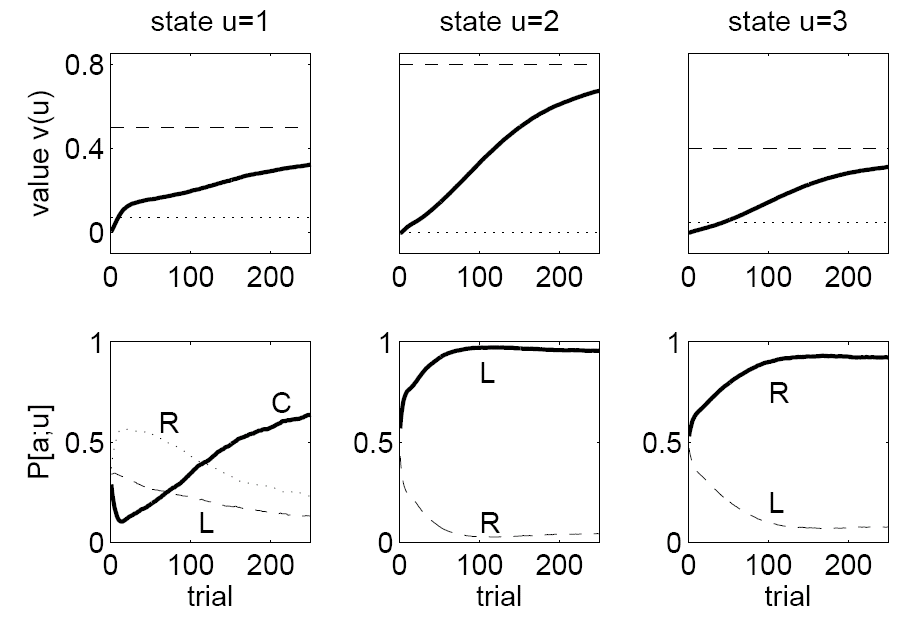 state u=1 state u=2 state u=3
value v(u)
0.8
0.4
0
0 100 200 0 100 200 0 100 200
P[a;u]
1 1 1
0.5 0.5 0.5
0 0 0
R C L
L R
R L
0 100 200 0 100 200 0 100 200
trial trial trial